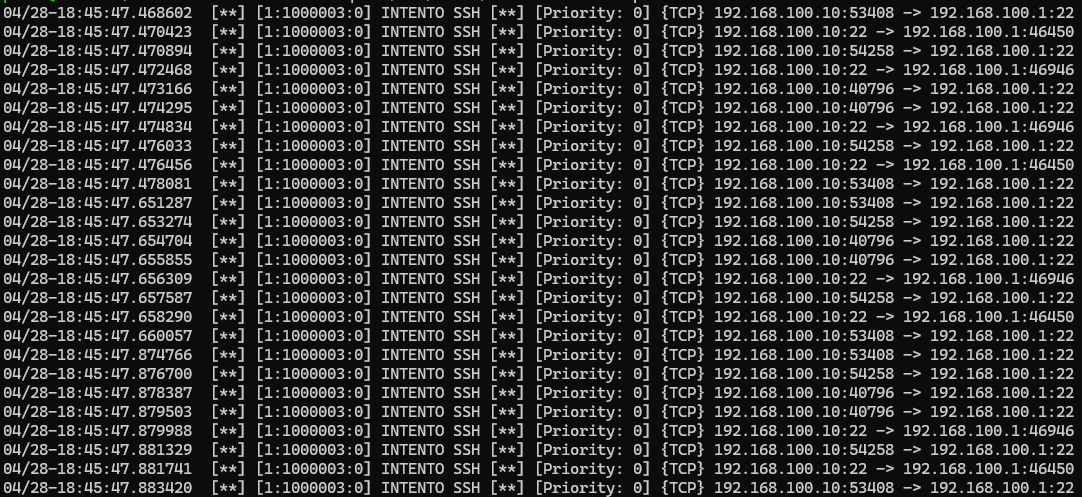 04/28-18:45:47.468602  [**] [1:1000003:0] INTENTO SSH [**] [Priority: 0] {TCP} 192.168.100.10:53408 -> 192.168.100.1:22
04/28-18:45:47.470423  [**] [1:1000003:0] INTENTO SSH [**] [Priority: 0] {TCP} 192.168.100.10:22 -> 192.168.100.1:46450
04/28-18:45:47.470894  [**] [1:1000003:0] INTENTO SSH [**] [Priority: 0] {TCP} 192.168.100.10:54258 -> 192.168.100.1:22
04/28-18:45:47.472468  [**] [1:1000003:0] INTENTO SSH [**] [Priority: 0] {TCP} 192.168.100.10:22 -> 192.168.100.1:46946
04/28-18:45:47.473166  [**] [1:1000003:0] INTENTO SSH [**] [Priority: 0] {TCP} 192.168.100.10:40796 -> 192.168.100.1:22
04/28-18:45:47.474295  [**] [1:1000003:0] INTENTO SSH [**] [Priority: 0] {TCP} 192.168.100.10:40796 -> 192.168.100.1:22
04/28-18:45:47.474834  [**] [1:1000003:0] INTENTO SSH [**] [Priority: 0] {TCP} 192.168.100.10:22 -> 192.168.100.1:46946
04/28-18:45:47.476033  [**] [1:1000003:0] INTENTO SSH [**] [Priority: 0] {TCP} 192.168.100.10:54258 -> 192.168.100.1:22
04/28-18:45:47.476456  [**] [1:1000003:0] INTENTO SSH [**] [Priority: 0] {TCP} 192.168.100.10:22 -> 192.168.100.1:46450
04/28-18:45:47.478081  [**] [1:1000003:0] INTENTO SSH [**] [Priority: 0] {TCP} 192.168.100.10:53408 -> 192.168.100.1:22
04/28-18:45:47.651287  [**] [1:1000003:0] INTENTO SSH [**] [Priority: 0] {TCP} 192.168.100.10:53408 -> 192.168.100.1:22
04/28-18:45:47.653274  [**] [1:1000003:0] INTENTO SSH [**] [Priority: 0] {TCP} 192.168.100.10:54258 -> 192.168.100.1:22
04/28-18:45:47.654704  [**] [1:1000003:0] INTENTO SSH [**] [Priority: 0] {TCP} 192.168.100.10:40796 -> 192.168.100.1:22
04/28-18:45:47.655855  [**] [1:1000003:0] INTENTO SSH [**] [Priority: 0] {TCP} 192.168.100.10:40796 -> 192.168.100.1:22
04/28-18:45:47.656309  [**] [1:1000003:0] INTENTO SSH [**] [Priority: 0] {TCP} 192.168.100.10:22 -> 192.168.100.1:46946
04/28-18:45:47.657587  [**] [1:1000003:0] INTENTO SSH [**] [Priority: 0] {TCP} 192.168.100.10:54258 -> 192.168.100.1:22
04/28-18:45:47.658290  [**] [1:1000003:0] INTENTO SSH [**] [Priority: 0] {TCP} 192.168.100.10:22 -> 192.168.100.1:46450
04/28-18:45:47.660057  [**] [1:1000003:0] INTENTO SSH [**] [Priority: 0] {TCP} 192.168.100.10:53408 -> 192.168.100.1:22
04/28-18:45:47.874766  [**] [1:1000003:0] INTENTO SSH [**] [Priority: 0] {TCP} 192.168.100.10:53408 -> 192.168.100.1:22
04/28-18:45:47.876700  [**] [1:1000003:0] INTENTO SSH [**] [Priority: 0] {TCP} 192.168.100.10:54258 -> 192.168.100.1:22
04/28-18:45:47.878387  [**] [1:1000003:0] INTENTO SSH [**] [Priority: 0] {TCP} 192.168.100.10:40796 -> 192.168.100.1:22
04/28-18:45:47.879503  [**] [1:1000003:0] INTENTO SSH [**] [Priority: 0] {TCP} 192.168.100.10:40796 -> 192.168.100.1:22
04/28-18:45:47.879988  [**] [1:1000003:0] INTENTO SSH [**] [Priority: 0] {TCP} 192.168.100.10:22 -> 192.168.100.1:46946
04/28-18:45:47.881329  [**] [1:1000003:0] INTENTO SSH [**] [Priority: 0] {TCP} 192.168.100.10:54258 -> 192.168.100.1:22
04/28-18:45:47.881741  [**] [1:1000003:0] INTENTO SSH [**] [Priority: 0] {TCP} 192.168.100.10:22 -> 192.168.100.1:46450
04/28-18:45:47.883420  [**] [1:1000003:0] INTENTO SSH [**] [Priority: 0] {TCP} 192.168.100.10:53408 -> 192.168.100.1:22